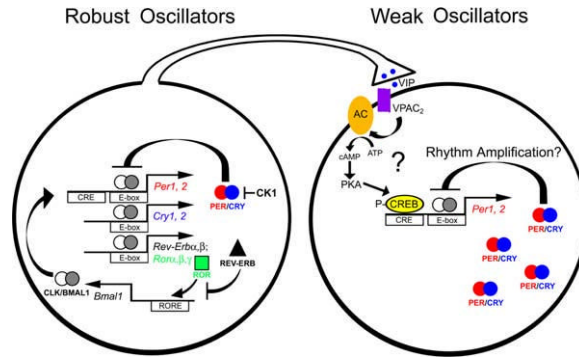 Robust Oscillators
Weak Oscillators
VIP
VPAC2
AC
cAMP
ATP
?
PKA
Rhythm Amplification?
P-
CREB
CRE
E-box
Per1, 2
PER/CRY
PER/CRY
PER/CRY
PER/CRY
PER/CRY
Per1, 2
CRE
E-box
PER/CRY
CK1
Cry1, 2
E-box
Rev-Erbα,β;
E-box
Rorα,β,γ
ROR
REV-ERB
CLK/BMAL1
Bmal1
RORE